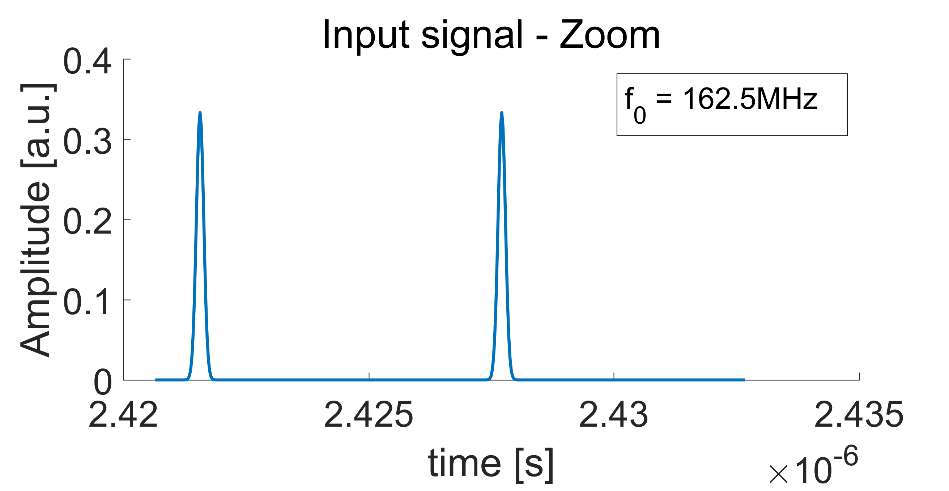 Input signal - Zoom
f0 = 162.5MHz
Amplitude [a.u.]
0.4
0.3
0.2
0.1
0
2.42 2.425 2.43 2.435
time [s]
×10-6